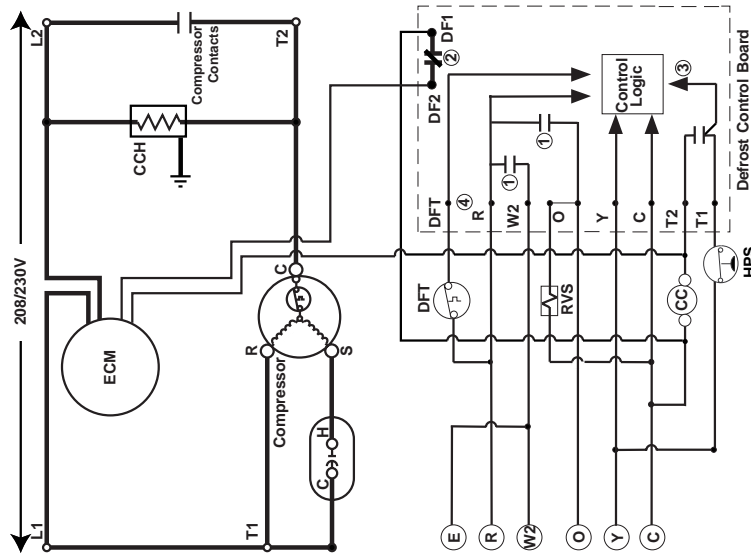 208/230V
L1
L2
ECM
CCH
Compressor
Contacts
T1
R
C
T2
Compressor
S
C
H
DF2
DF1
②
E
DFT
DFT
④
R
R
W2
W2
①
①
O
RVS
O
Control
Logic
Y
Y
C
C
③
CC
T2
T1
HPS
Defrost Control Board